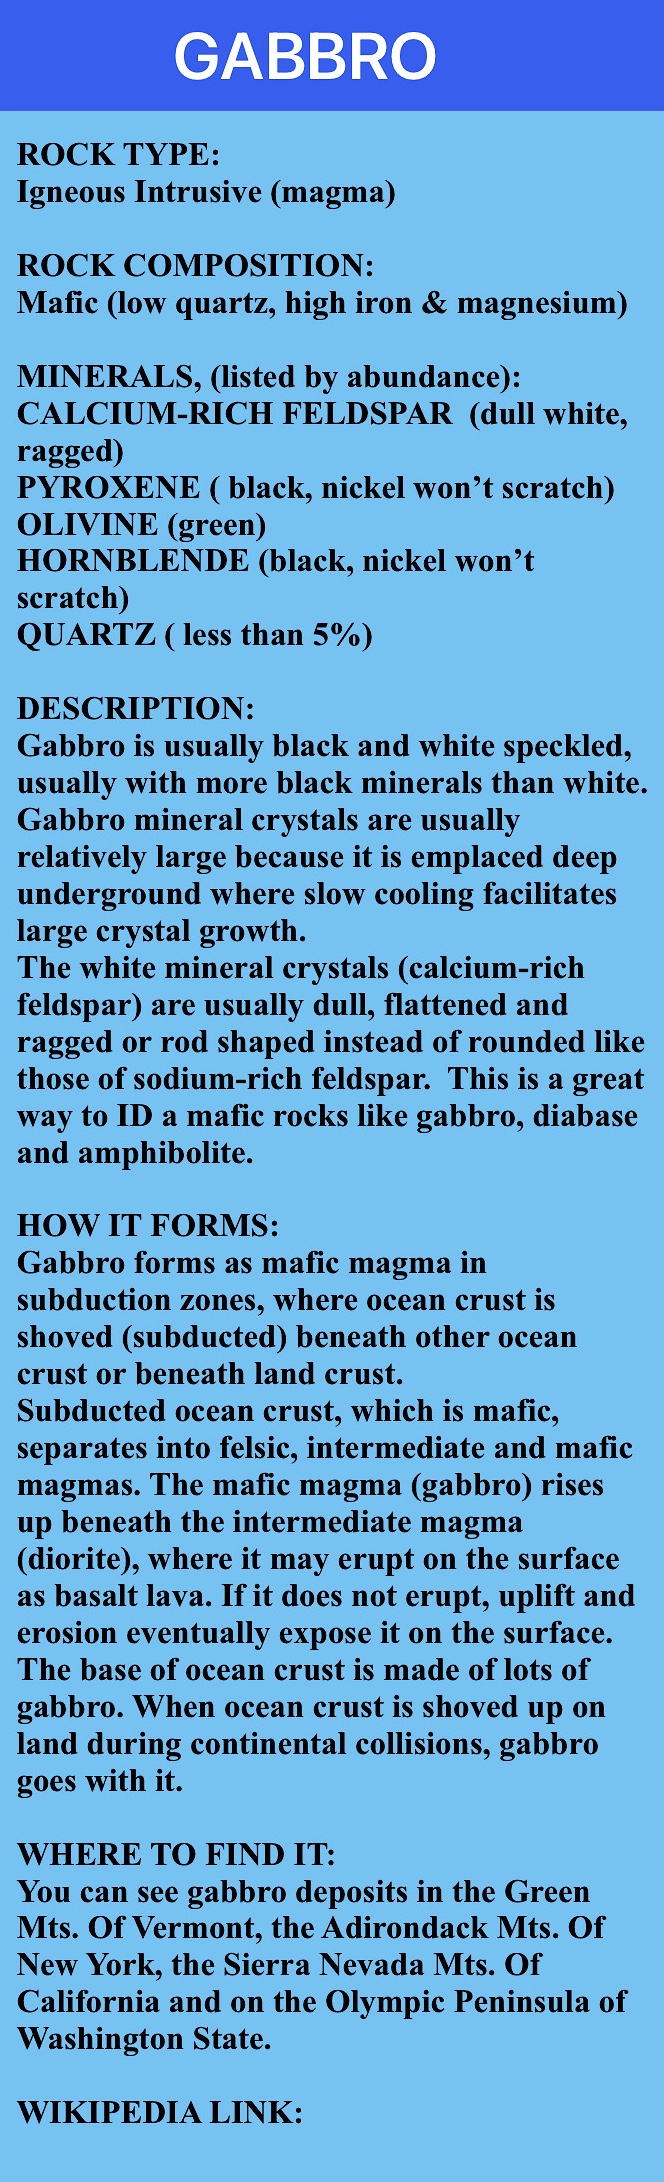 GABBRO
ROCK TYPE:
Igneous Intrusive (magma)
ROCK COMPOSITION:
Mafic (low quartz, high iron & magnesium)
MINERALS, (listed by abundance):
CALCIUM-RICH FELDSPAR  (dull white,
ragged)
PYROXENE ( black, nickel won’t scratch)
OLIVINE (green)
HORNBLENDE (black, nickel won’t
scratch)
QUARTZ ( less than 5%)
DESCRIPTION:
Gabbro is usually black and white speckled,
usually with more black minerals than white.
Gabbro mineral crystals are usually
relatively large because it is emplaced deep
underground where slow cooling facilitates
large crystal growth.
The white mineral crystals (calcium-rich
feldspar) are usually dull, flattened and
ragged or rod shaped instead of rounded like
those of sodium-rich feldspar.  This is a great
way to ID a mafic rocks like gabbro, diabase
and amphibolite.
HOW IT FORMS:
Gabbro forms as mafic magma in
subduction zones, where ocean crust is
shoved (subducted) beneath other ocean
crust or beneath land crust.
Subducted ocean crust, which is mafic,
separates into felsic, intermediate and mafic
magmas. The mafic magma (gabbro) rises
up beneath the intermediate magma
(diorite), where it may erupt on the surface
as basalt lava. If it does not erupt, uplift and
erosion eventually expose it on the surface.
The base of ocean crust is made of lots of
gabbro. When ocean crust is shoved up on
land during continental collisions, gabbro
goes with it.
WHERE TO FIND IT:
You can see gabbro deposits in the Green
Mts. Of Vermont, the Adirondack Mts. Of
New York, the Sierra Nevada Mts. Of
California and on the Olympic Peninsula of
Washington State.
WIKIPEDIA LINK: